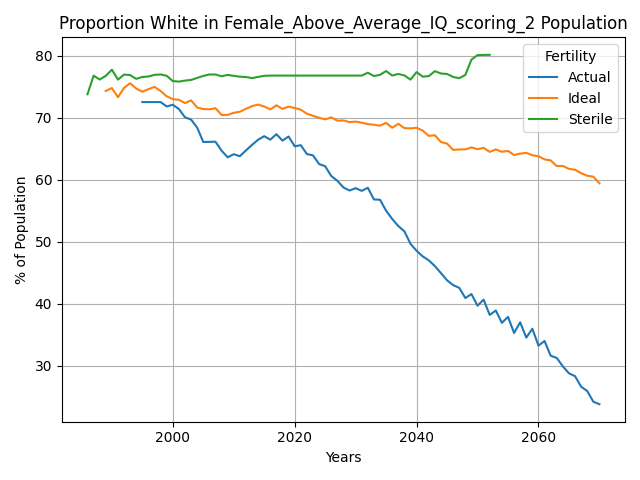 Proportion White in Female_Above_Average_IQ_scoring_2 Population
Fertility
Actual
Ideal
Sterile
% of Population
80
70
60
50
40
30
2000
2020
2040
2060
Years